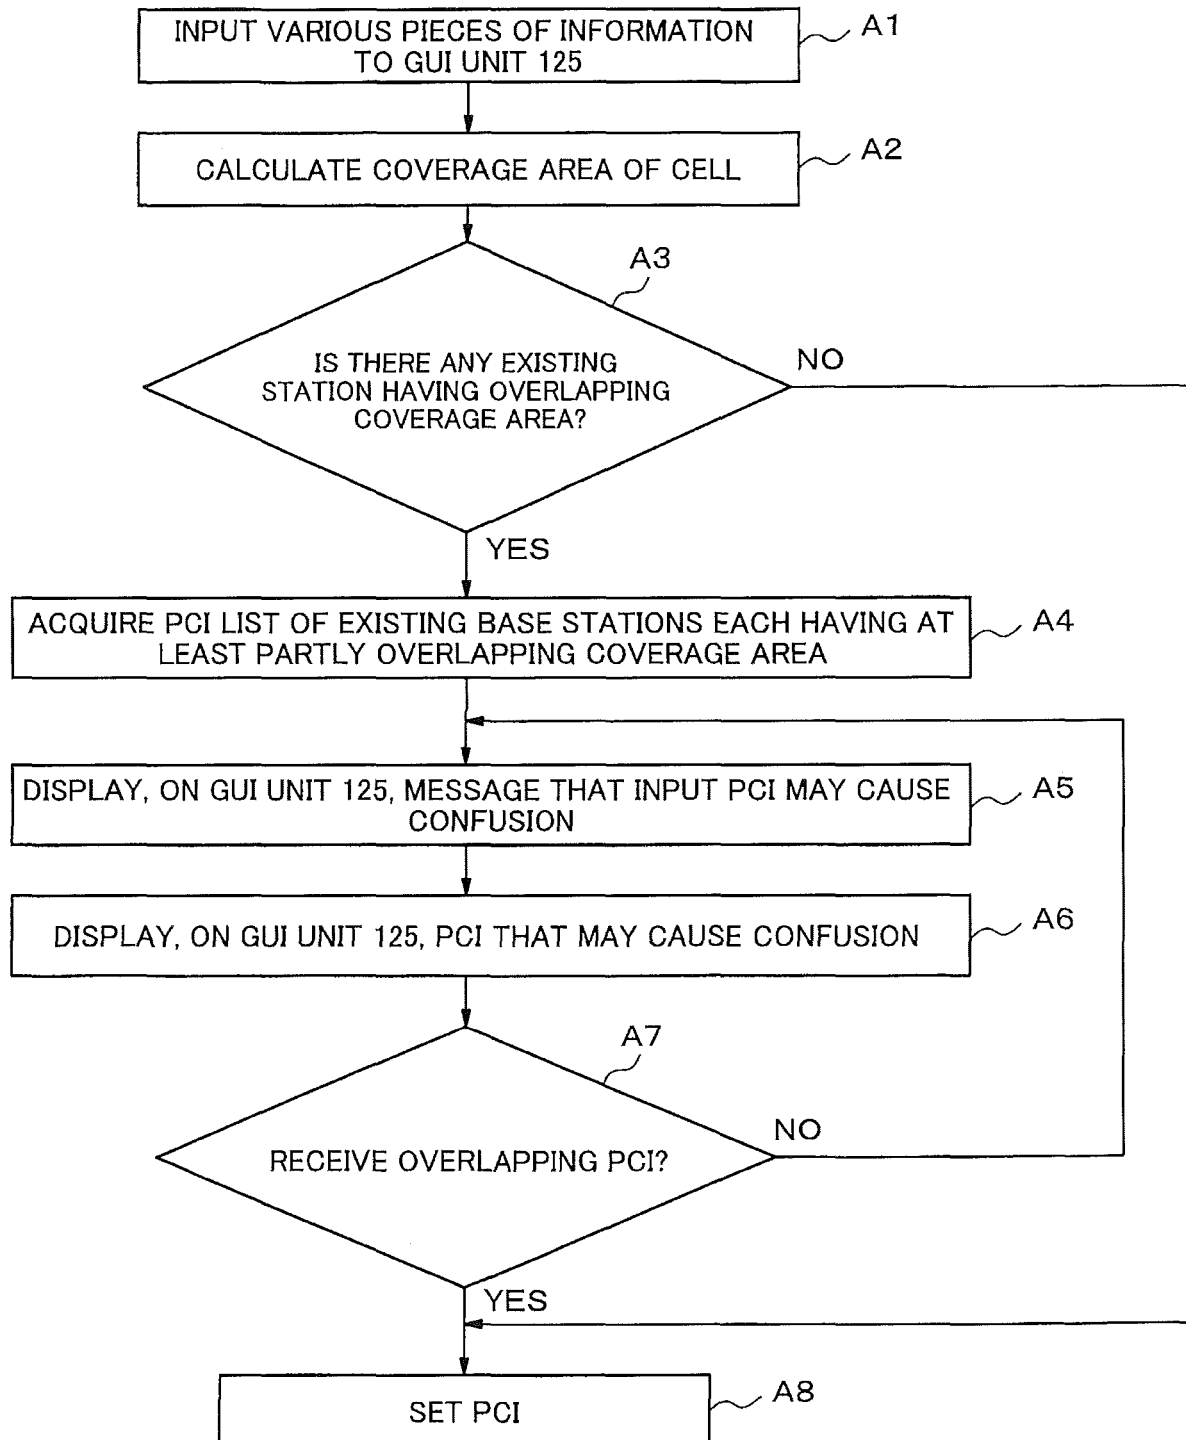 INPUT VARIOUS PIECES OF INFORMATION
TO GUI UNIT 125
A1
CALCULATE COVERAGE AREA OF CELL
A2
A3
IS THERE ANY EXISTING
STATION HAVING OVERLAPPING
COVERAGE AREA?
NO
YES
ACQUIRE PCI LIST OF EXISTING BASE STATIONS EACH HAVING AT
LEAST PARTLY OVERLAPPING COVERAGE AREA
A4
DISPLAY, ON GUI UNIT 125, MESSAGE THAT INPUT PCI MAY CAUSE
CONFUSION
A5
DISPLAY, ON GUI UNIT 125, PCI THAT MAY CAUSE CONFUSION
A6
A7
RECEIVE OVERLAPPING PCI?
NO
YES
SET PCI
A8